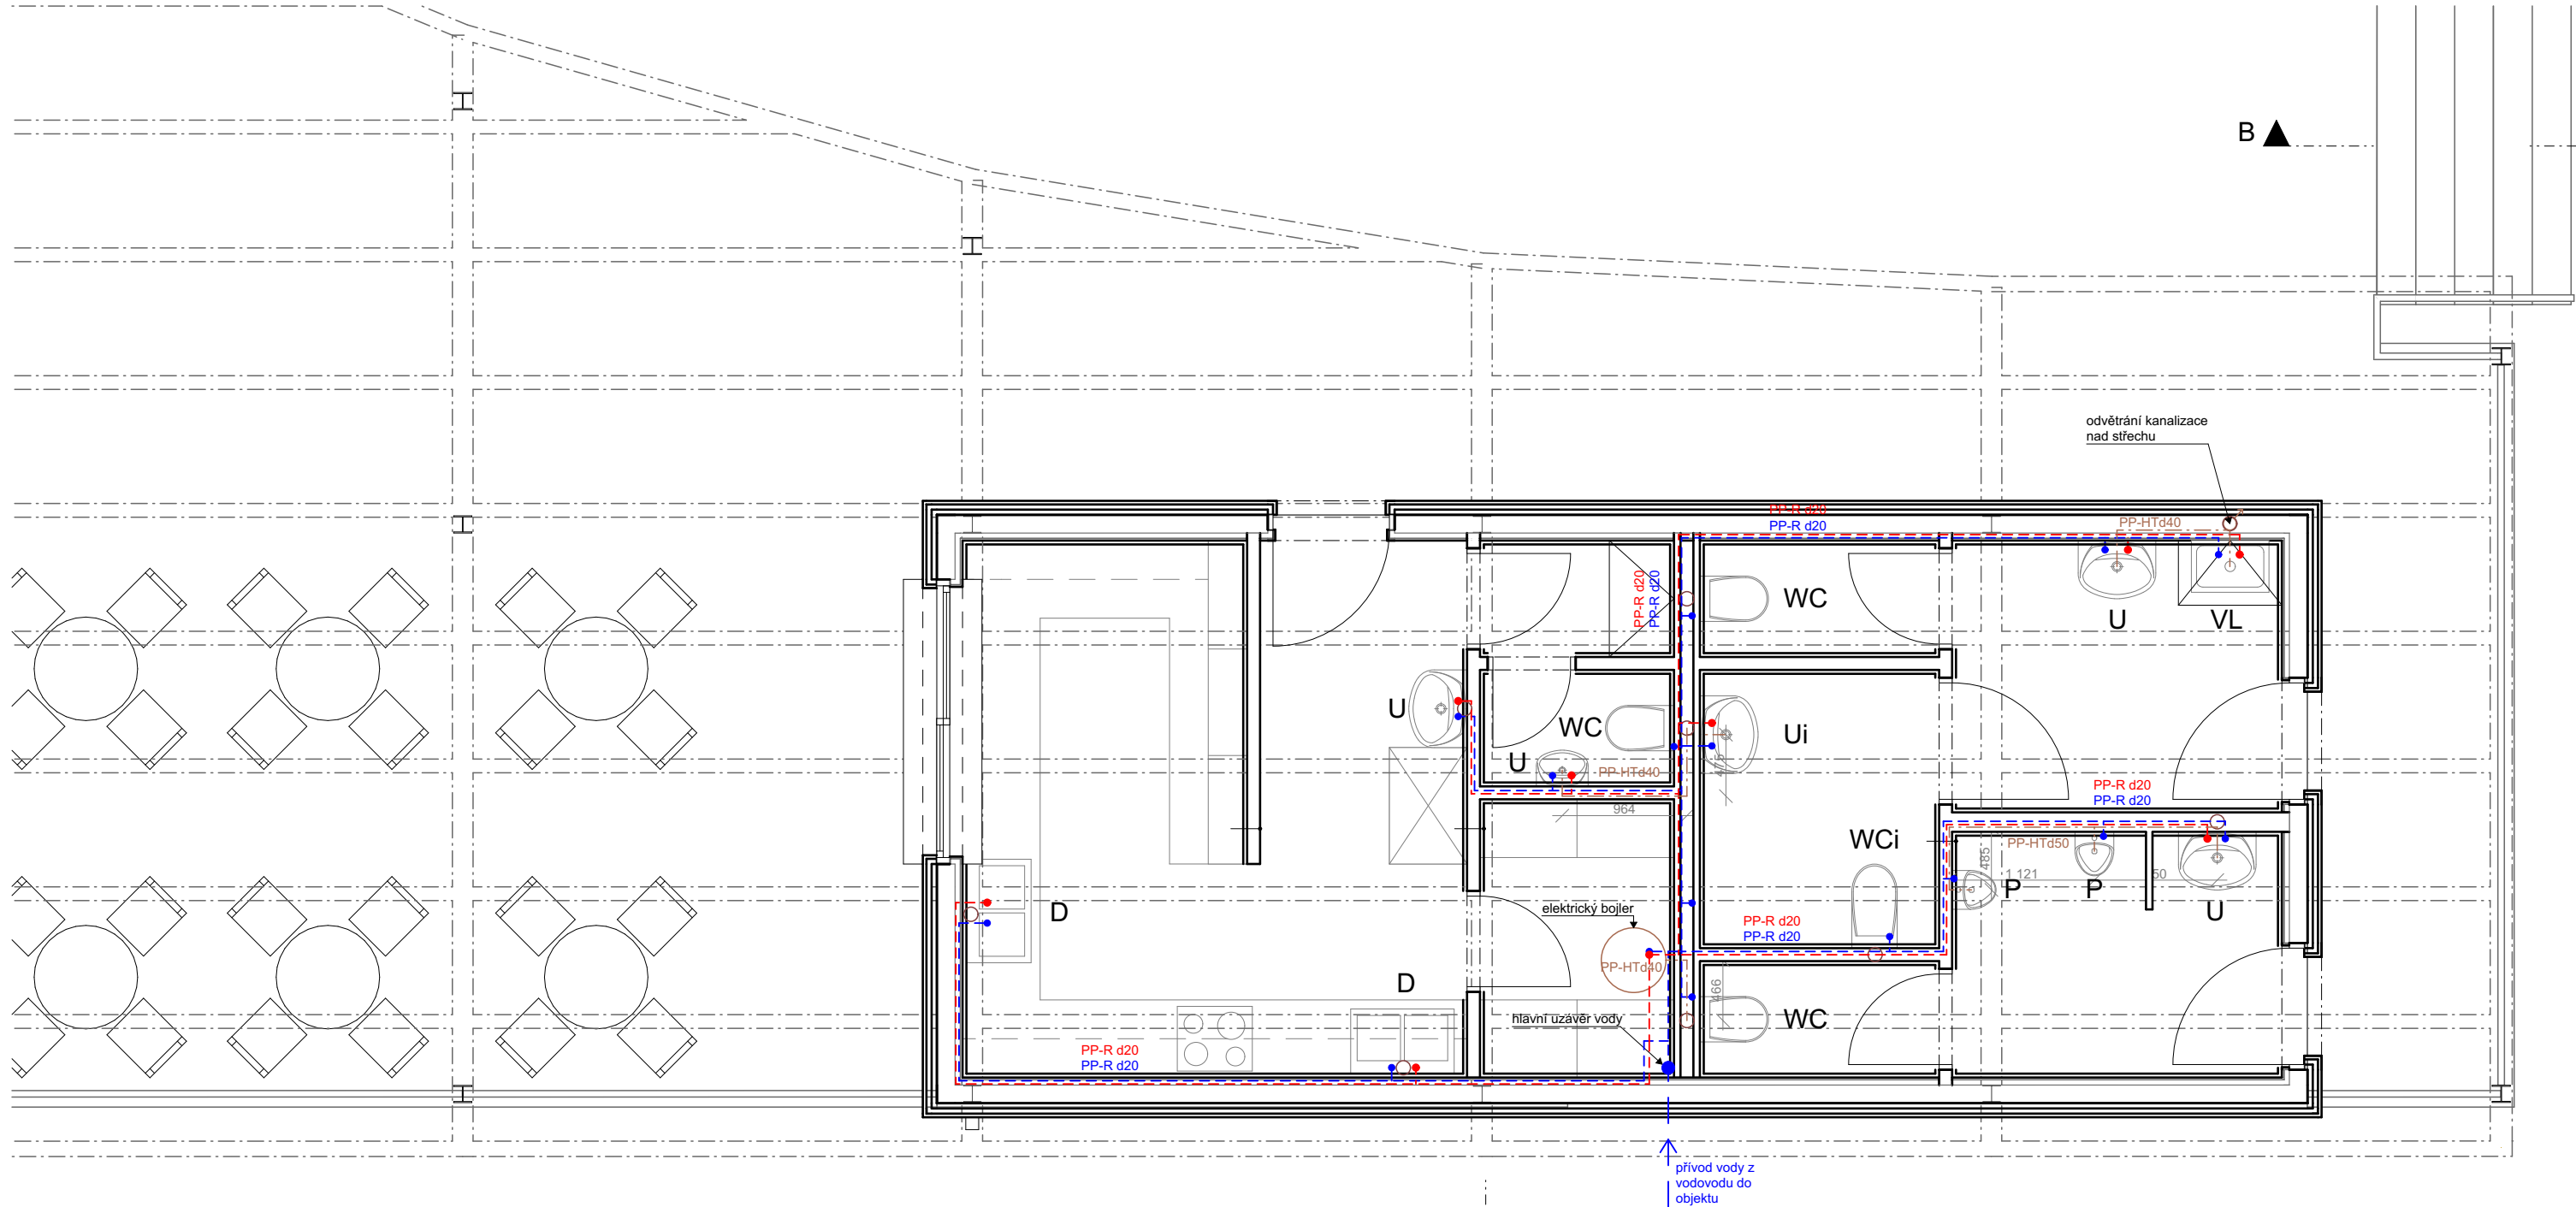 B
odvětrání kanalizace
nad střechu
PP-R d20
PP-R d20
PP-HTd40
PP-R d20
PP-R d20
WC
U
VL
U
WC
Ui
U
PP-HTd40
475
964
PP-R d20
PP-R d20
WCi
PP-HTd50
485
1 121
50
P
P
U
D
elektrický bojler
PP-R d20
PP-R d20
PP-HTd40
D
466
hlavní uzávěr vody
WC
PP-R d20
PP-R d20
přívod vody z
vodovodu do
objektu